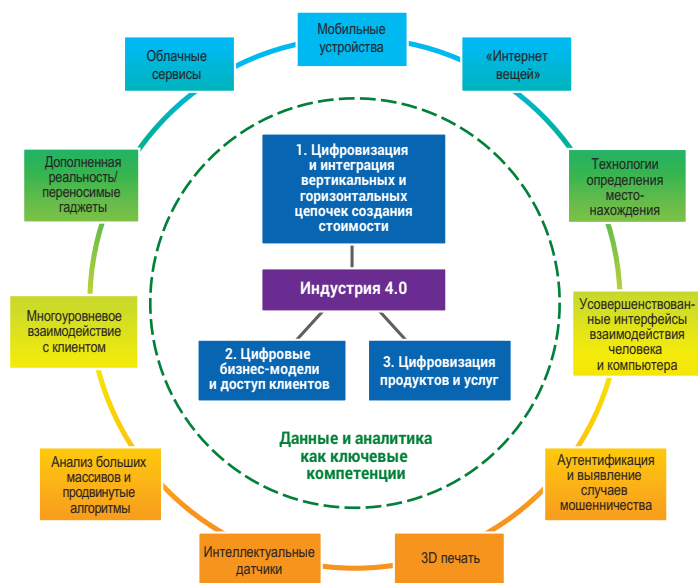 Мобильные
устройства
Облачные
сервисы
«Интернет
вещей»
Дополненная
реальность/
переносимые
гаджеты
1. Цифровизация
и интеграция
вертикальных и
горизонтальных
цепочек создания
стоимости
Технологии
определения
место-
нахождения
Индустрия 4.0
Многоуровневое
взаимодействие
с клиентом
2. Цифровые
бизнес-модели
и доступ клиентов
3. Цифровизация
продуктов и услуг
Усовершенствован-
ные интерфейсы
взаимодействия
человека
и компьютера
Данные и аналитика
как ключевые
компетенции
Анализ больших
массивов и
продвинутые
алгоритмы
Аутентификация
и выявление
случаев
мошенничества
Интеллектуальные
датчики
3D печать